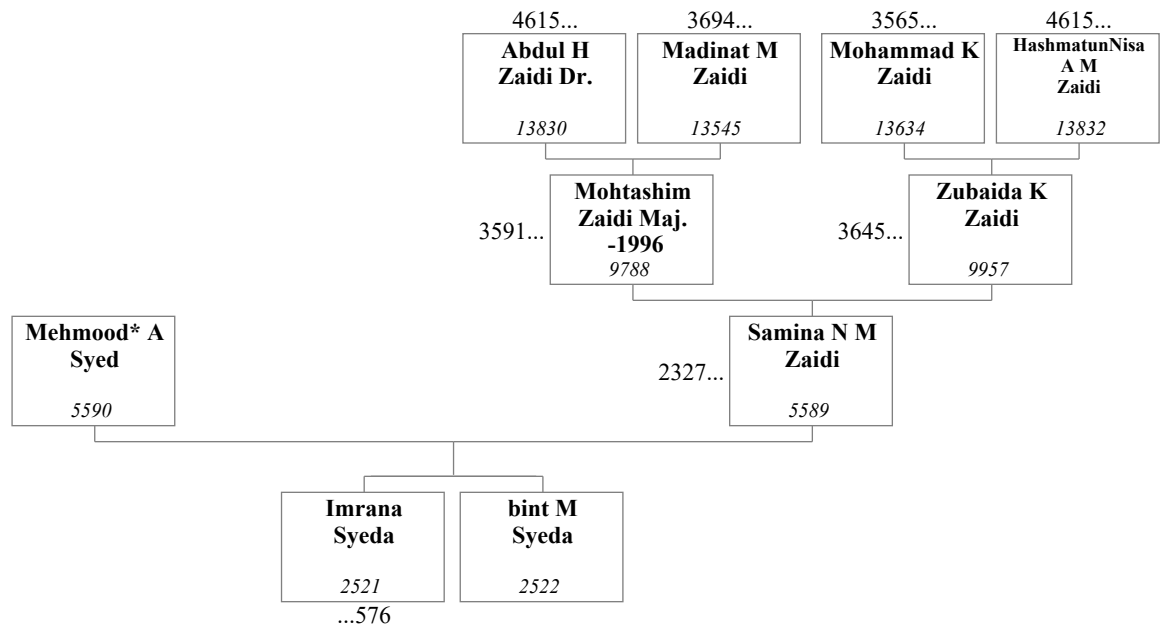 4615...
3694...
3565...
4615...
Abdul H
Zaidi Dr.
13830
Madinat M
Zaidi
13545
Mohammad K
Zaidi
13634
HashmatunNisa
A M
Zaidi
13832
3591...
Mohtashim
Zaidi Maj.
-1996
9788
3645...
Zubaida K
Zaidi
9957
Mehmood* A
Syed
5590
2327...
Samina N M
Zaidi
5589
Imrana
Syeda
2521
bint M
Syeda
2522
...576